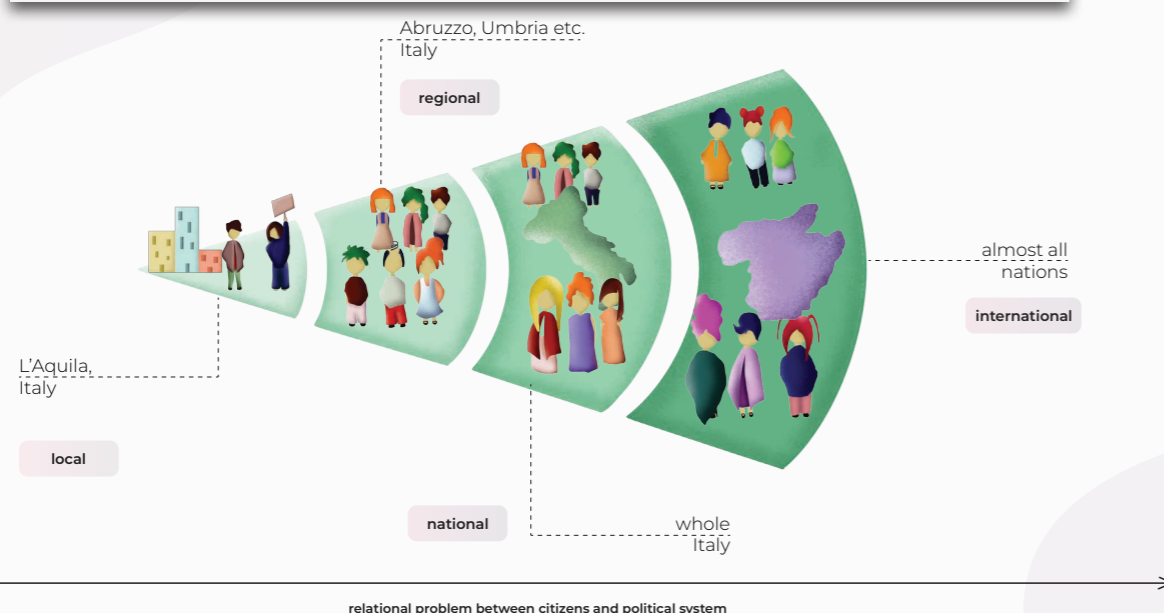 Abruzzo, Umbria etc.
Italy
regional
almost all
nations
international
L’Aquila,
Italy
local
national
whole
Italy
relational problem between citizens and political system